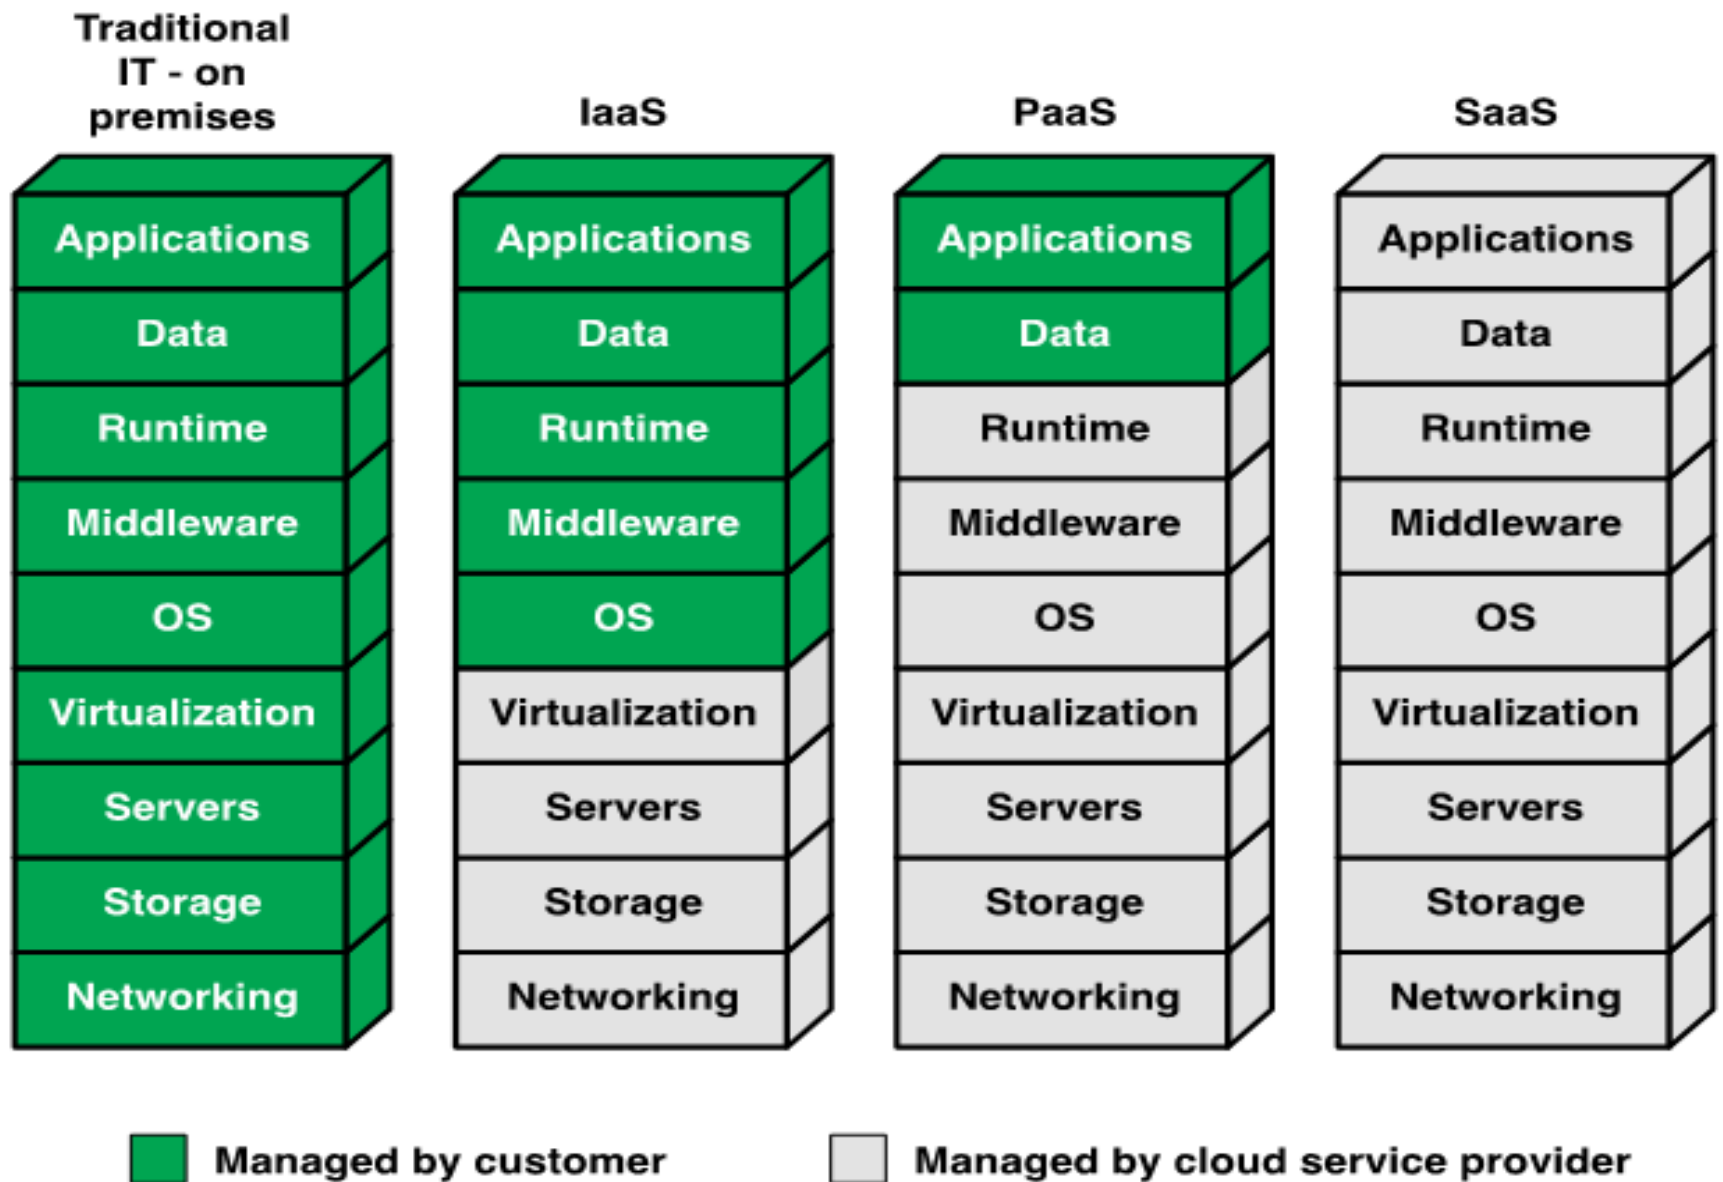 Traditional
IT - on
premises
IaaS
PaaS
SaaS
Applications
Data
Runtime
Middleware
OS
Virtualization
Servers
Storage
Networking
Applications
Data
Runtime
Middleware
OS
Virtualization
Servers
Storage
Networking
Applications
Data
Runtime
Middleware
OS
Virtualization
Servers
Storage
Networking
Applications
Data
Runtime
Middleware
OS
Virtualization
Servers
Storage
Networking
Managed by customer
Managed by cloud service provider